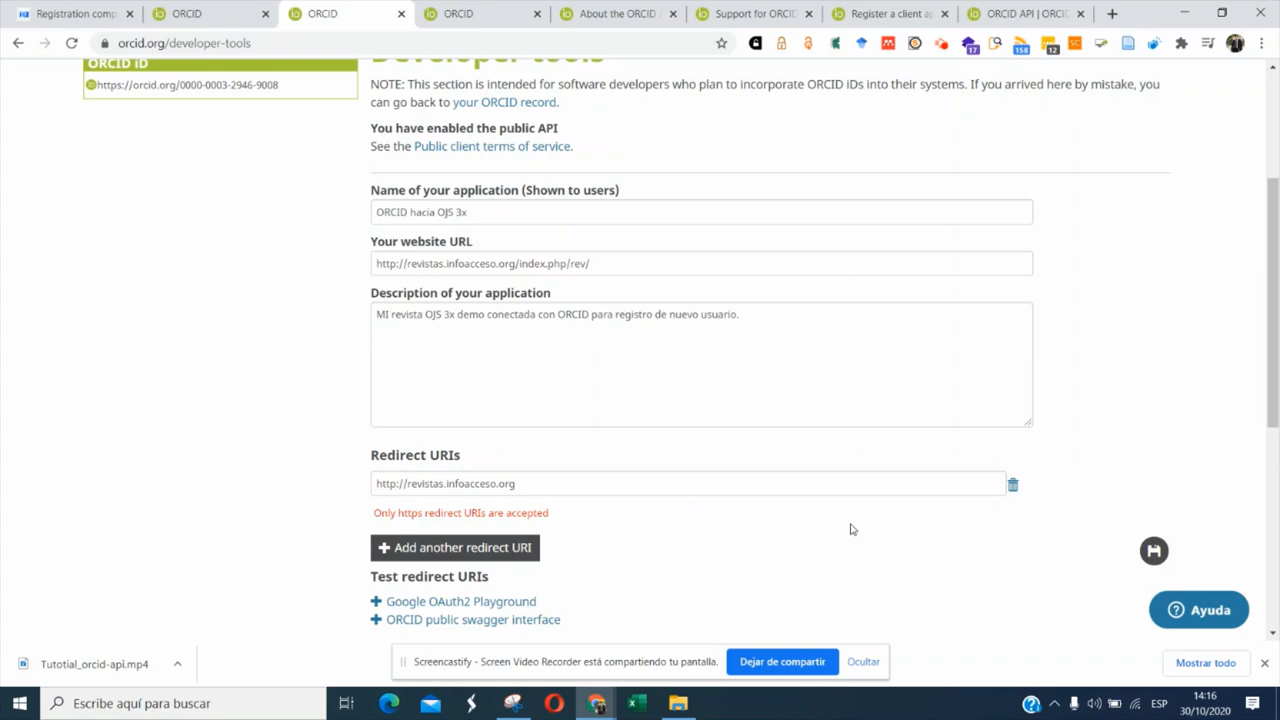 Registration comp
ORCID
ORCID
ORCID
About the ORCID
Support for ORCID
Register a client a
ORCID API | ORCI
orcid.org/developer-tools
17
158
12
SC
ORCID iD
Developer tools
https://orcid.org/0000-0003-2946-9008
NOTE: This section is intended for software developers who plan to incorporate ORCID iDs into their systems. If you arrived here by mistake, you
can go back to your ORCID record.
You have enabled the public API
See the Public client terms of service.
Name of your application (Shown to users)
ORCID hacia OJS 3x
Your website URL
http://revistas.infoacceso.org/index.php/rev/
Description of your application
MI revista OJS 3x demo conectada con ORCID para registro de nuevo usuario.
Redirect URIs
http://revistas.infoacceso.org
Only https redirect URIs are accepted
Add another redirect URI
Test redirect URIs
Google OAuth2 Playground
ORCID public swagger interface
Ayuda
Tutotial_orcid-api.mp4
Screencastify - Screen Video Recorder está compartiendo tu pantalla.
Dejar de compartir
Ocultar
Mostrar todo
Escribe aquí para buscar
ESP
14:16
30/10/2020